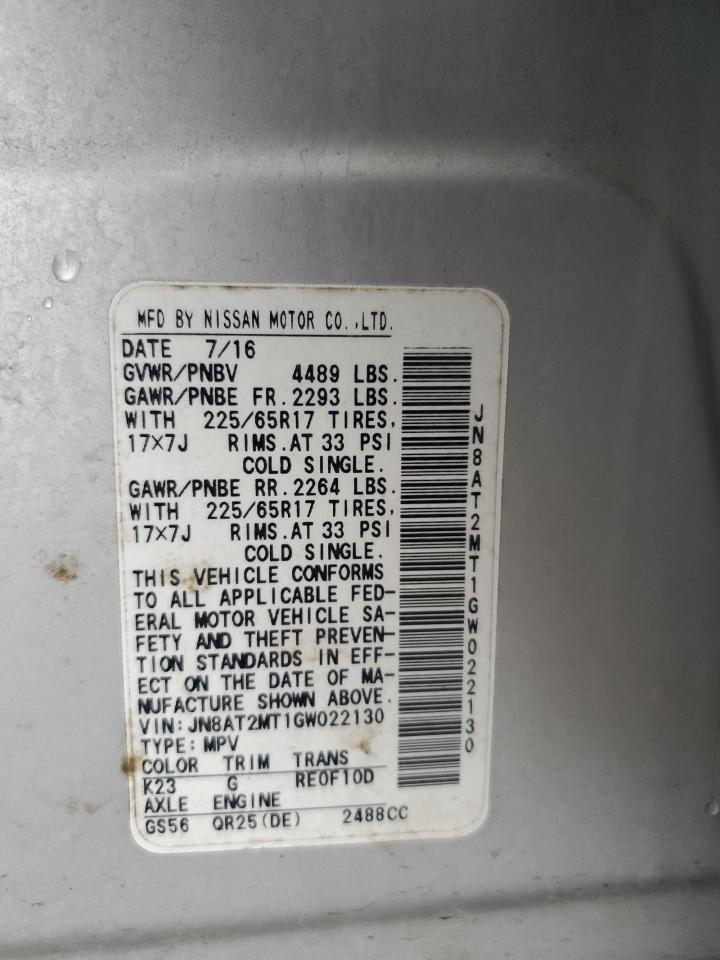 MFD BY NISSAN MOTOR CO.,LTD.
DATE 7/16
GVWR/PNBV 4489 LBS.
GAWR/PNBE FR.2293 LBS.
WITH 225/65R17 TIRES,
17×7J RIMS.AT 33 PSI
COLD SINGLE.
GAWR/PNBE RR.2264 LBS.
WITH 225/65R17 TIRES,
17×7J RIMS.AT 33 PSI
COLD SINGLE.
THIS VEHICLE CONFORMS
TO ALL APPLICABLE FED-
ERAL MOTOR VEHICLE SA-
FETY AND THEFT PREVEN-
TION STANDARDS IN EFF-
ECT ON THE DATE OF MA-
NUFACTURE SHOWN ABOVE.
VIN:JN8AT2MT1GW022130
TYPE:MPV
COLOR TRIM TRANS
K23 G RE0F10D
AXLE ENGINE
GS56 QR25(DE) 2488CC
JN8AT2MT1GW022130